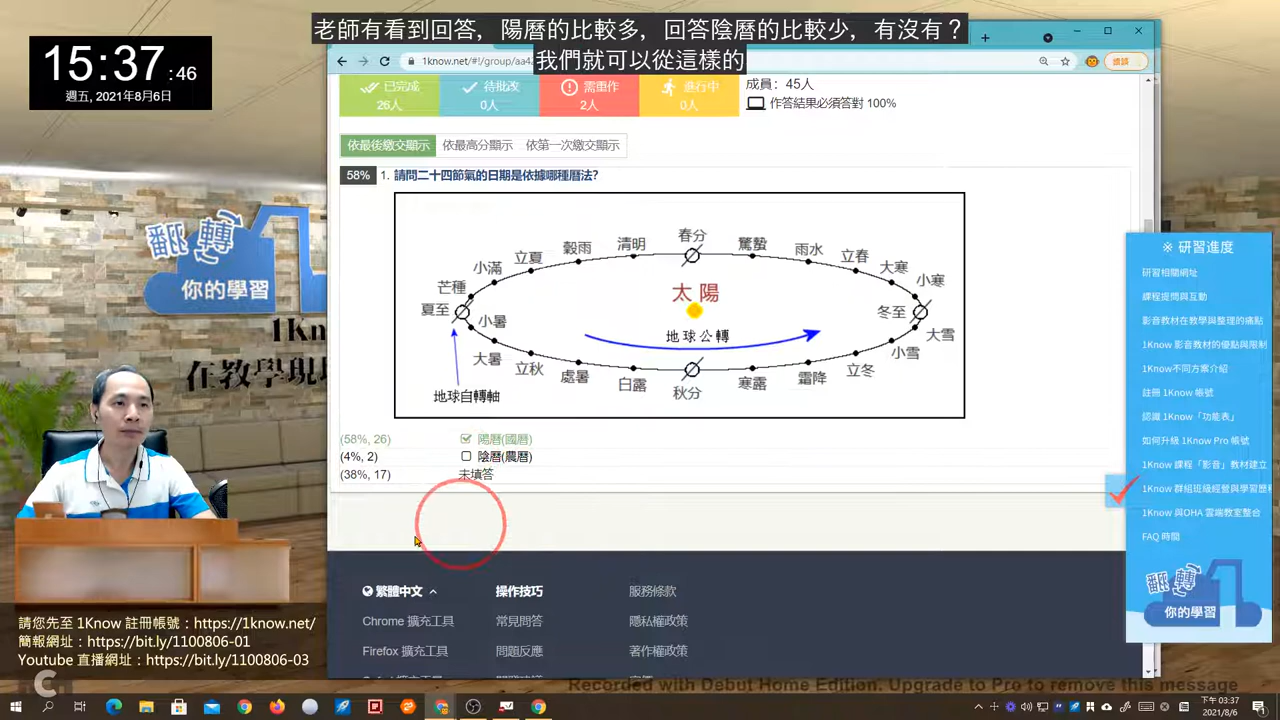 老師有看到回答，陽曆的比較多，回答陰曆的比較少，有沒有？
我們就可以從這樣的
15:37:46
週五, 2021年8月6日
1know.net/#!/group/aa4
已完成
26人
待批改
0人
需重作
2人
進行中
0人
成員：45人
作答結果必須答對 100%
依最後繳交顯示 依最高分顯示 依第一次繳交顯示
58% 1. 請問二十四節氣的日期是依據哪種曆法?
春分
清明
驚蟄
穀雨
雨水
立夏
立春
小滿
大寒
芒種
小寒
太陽
夏至
冬至
小暑
大雪
地球公轉
大暑
小雪
立秋
立冬
處暑
霜降
白露
寒露
秋分
地球自轉軸
(58%, 26) 陽曆(國曆)
(4%, 2) 陰曆(農曆)
(38%, 17) 未填答
※ 研習進度
研習相關網址
課程提問與互動
影音教材在教學與整理的痛點
1Know 影音教材的優點與限制
1Know不同方案介紹
註冊 1Know 帳號
認識 1Know「功能表」
如何升級 1Know Pro 帳號
1Know 課程「影音」教材建立
1Know 群組班級經營與學習歷程
1Know 與OHA 雲端教室整合
FAQ 時間
翻轉
你的學習
翻轉
你的學習
1Kno
在教學現場
繁體中文
操作技巧
服務條款
Chrome 擴充工具
常見問答
隱私權政策
Firefox 擴充工具
問題反應
著作權政策
請您先至 1Know 註冊帳號：https://1know.net/
簡報網址：https://bit.ly/1100806-01
Youtube 直播網址：https://bit.ly/1100806-03
Recorded with Debut Home Edition. Upgrade to Pro to remove this message
下午 03:37
2021/8/6